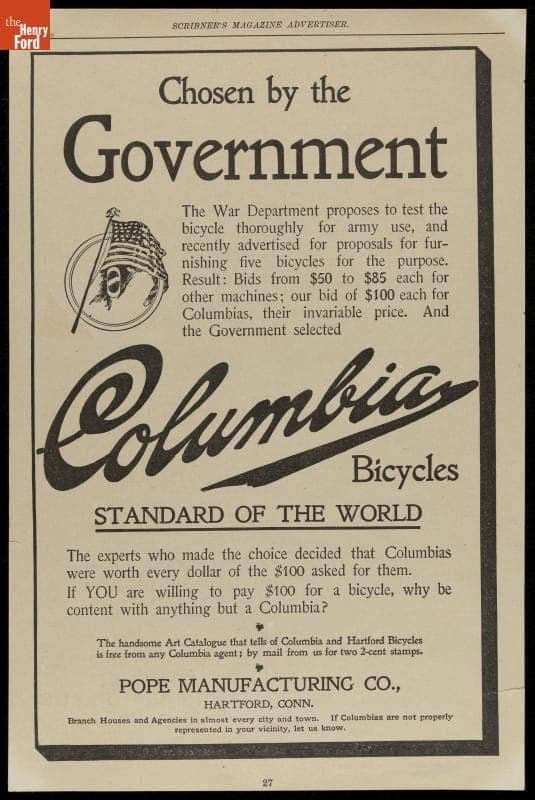 the
Henry
Ford
SCRIBNER'S MAGAZINE ADVERTISER.
Chosen by the
Government
The War Department proposes to test the
bicycle thoroughly for army use, and
recently advertised for proposals for fur-
nishing five bicycles for the purpose.
Result: Bids from $50 to $85 each for
other machines; our bid of $100 each for
Columbias, their invariable price. And
the Government selected
Columbia
Bicycles
STANDARD OF THE WORLD
The experts who made the choice decided that Columbias
were worth every dollar of the $100 asked for them.
If YOU are willing to pay $100 for a bicycle, why be
content with anything but a Columbia?
The handsome Art Catalogue that tells of Columbia and Hartford Bicycles
is free from any Columbia agent; by mail from us for two 2-cent stamps.
POPE MANUFACTURING CO.,
HARTFORD, CONN.
Branch Houses and Agencies in almost every city and town. If Columbias are not properly
represented in your vicinity, let us know.
27